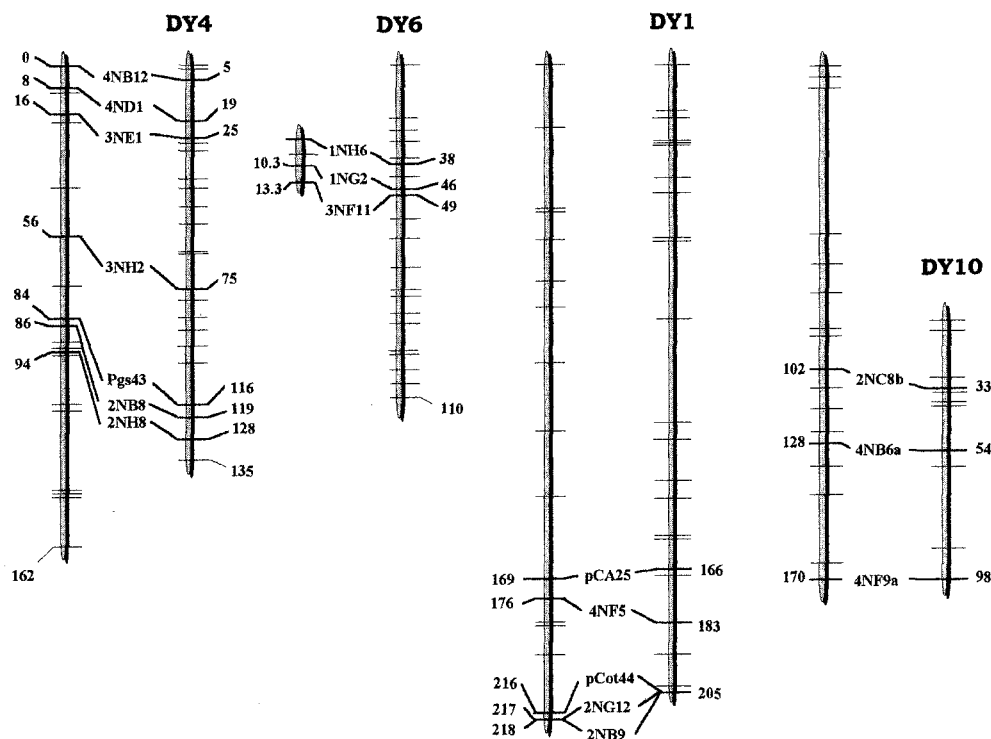 DY4
DY6
DY1
DY10
0
4NB12
5
8
4ND1
19
16
3NE1
25
56
3NH2
75
84
86
94
Pgs43
116
2NB8
119
2NH8
128
135
162
1NH6
38
10.3
1NG2
46
13.3
3NF11
49
110
169
pCA25
166
176
4NF5
183
216
pCot44
217
2NG12
205
218
2NB9
102
2NC8b
33
128
4NB6a
54
170
4NF9a
98